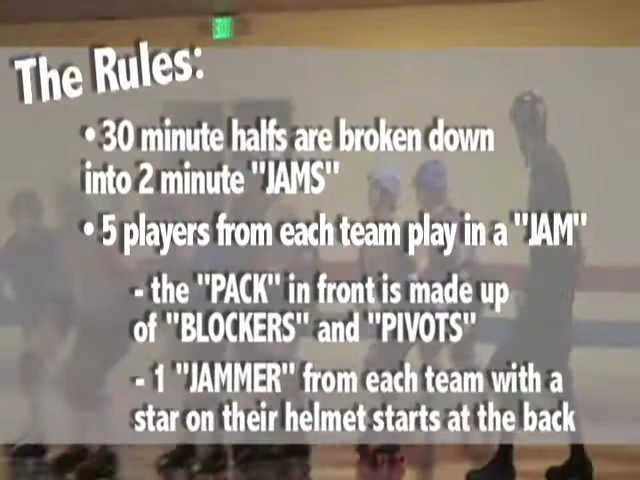 The Rules:
• 30 minute halfs are broken down
into 2 minute "JAMS"
• 5 players from each team play in a "JAM"
- the "PACK" in front is made up
of "BLOCKERS" and "PIVOTS"
- 1 "JAMMER" from each team with a
star on their helmet starts at the back